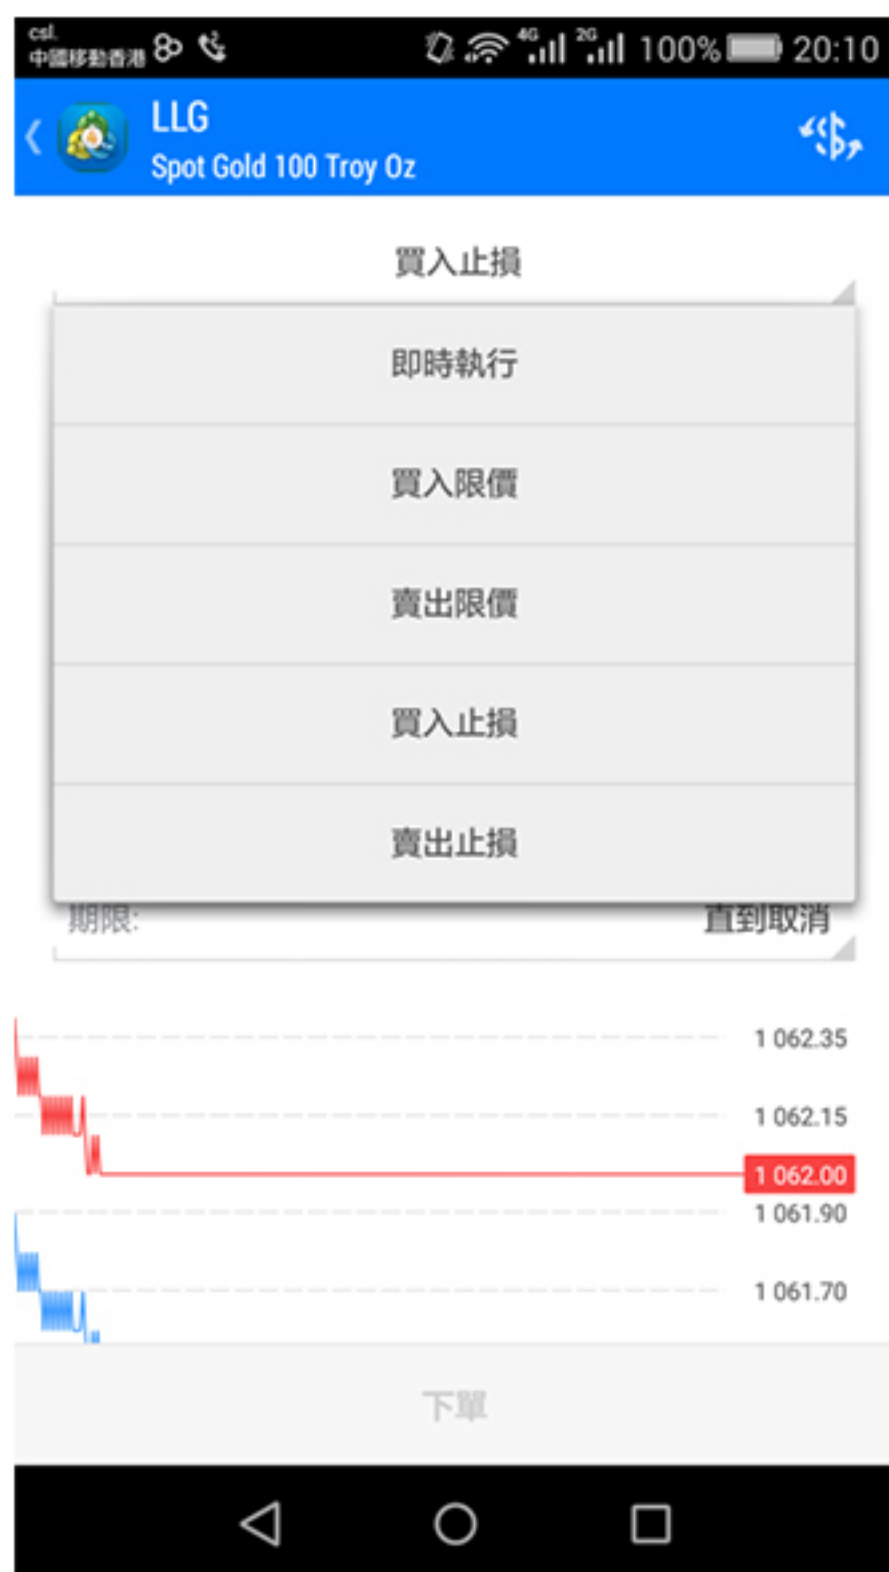 csl.
中國移動香港 4G 2G 100% 20:10
LLG
Spot Gold 100 Troy Oz
買入止損
即時執行
買入限價
賣出限價
買入止損
賣出止損
期限: 直到取消
1 062.35
1 062.15
1 062.00
1 061.90
1 061.70
下單